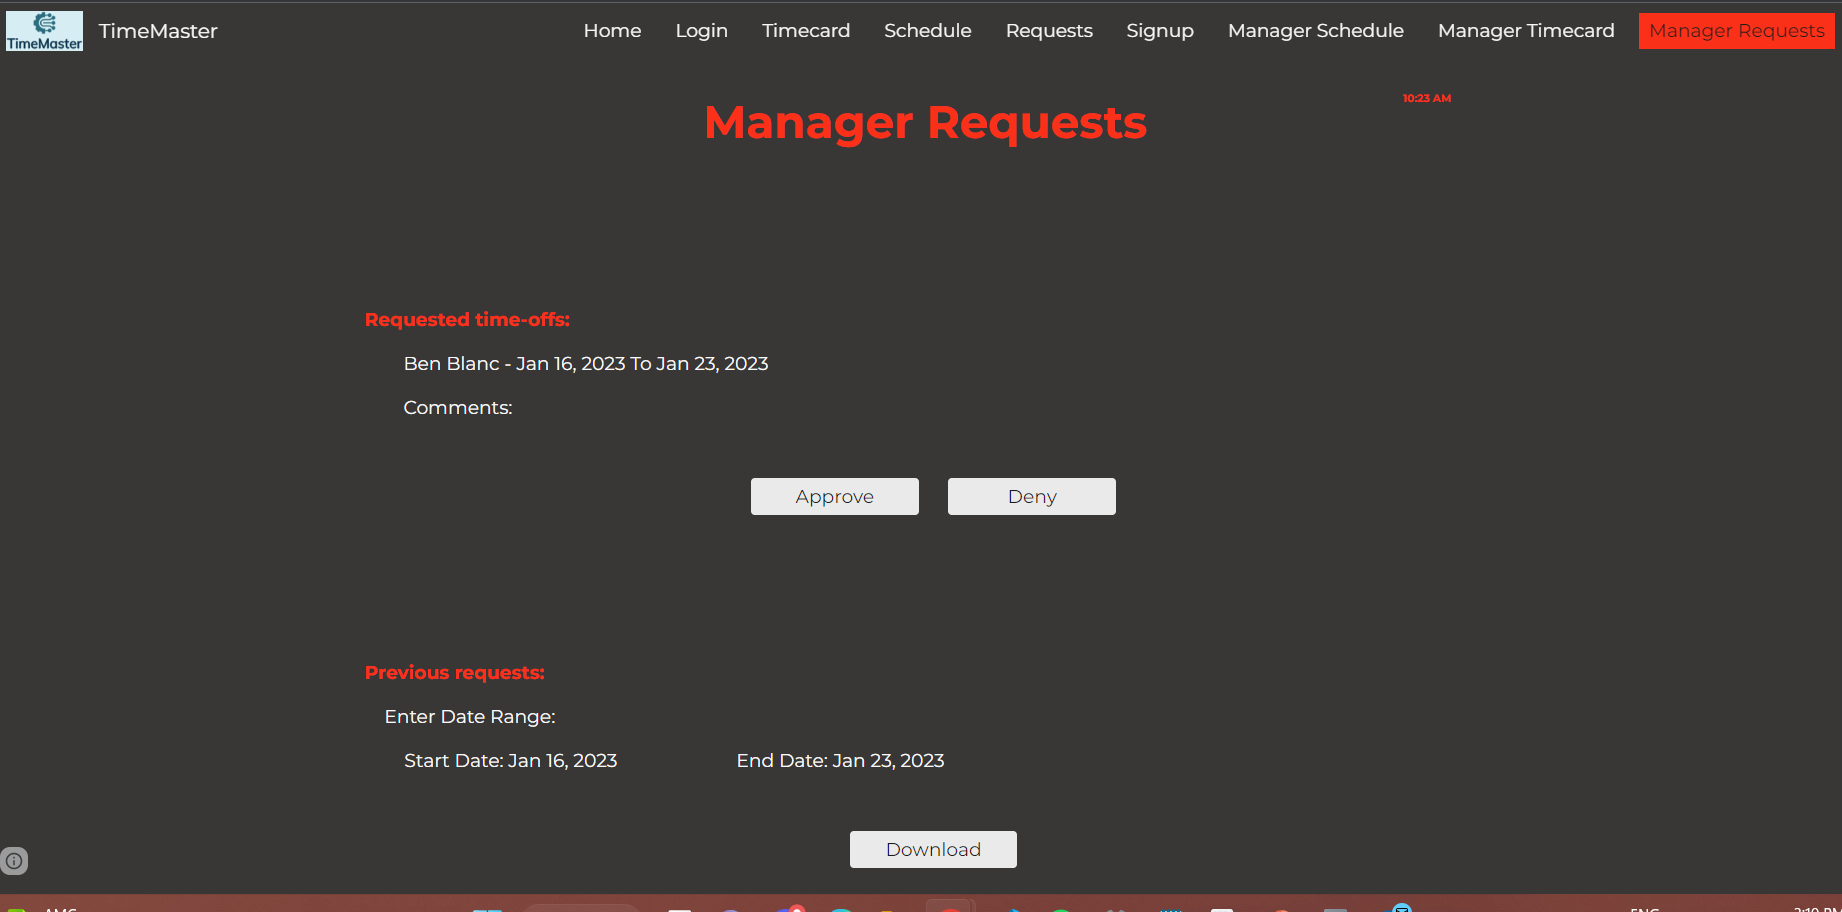 TimeMaster
TimeMaster
Home Login Timecard Schedule Requests Signup Manager Schedule Manager Timecard Manager Requests
10:23 AM
Manager Requests
Requested time-offs:
Ben Blanc - Jan 16, 2023 To Jan 23, 2023
Comments:
Approve Deny
Previous requests:
Enter Date Range:
Start Date: Jan 16, 2023 End Date: Jan 23, 2023
Download